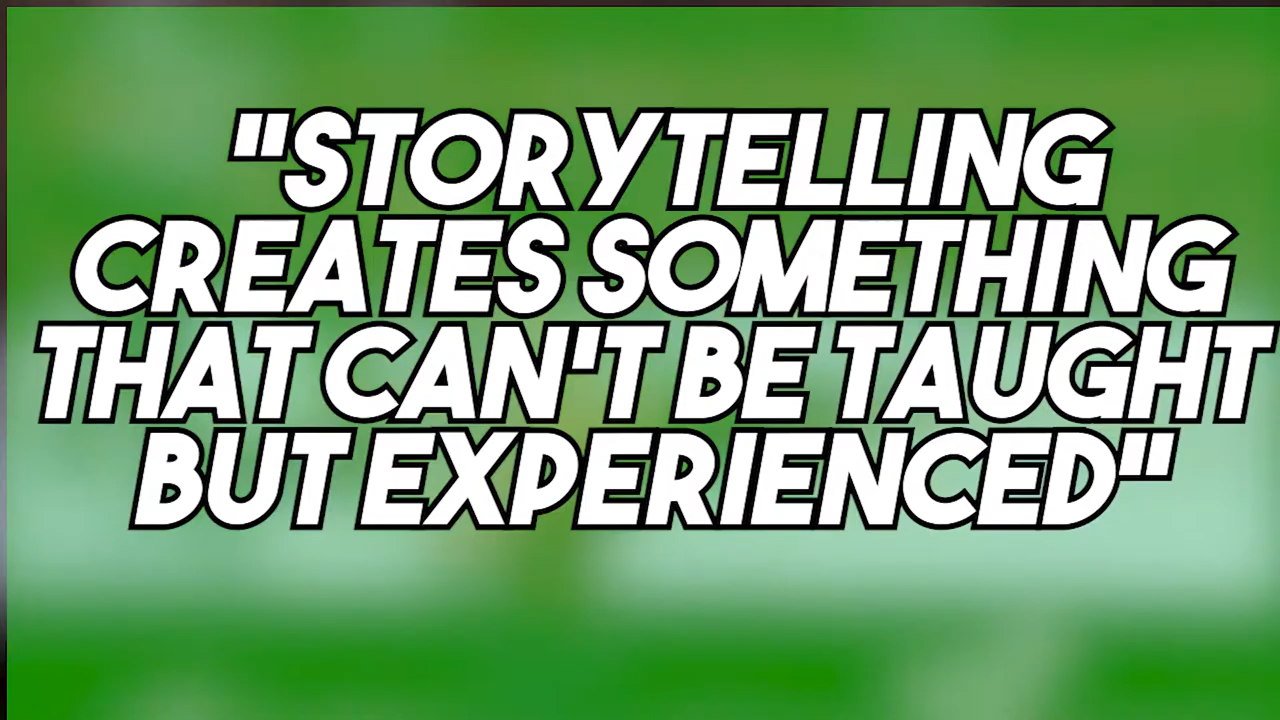 "STORYTELLING
CREATES SOMETHING
THAT CAN'T BE TAUGHT
BUT EXPERIENCED"